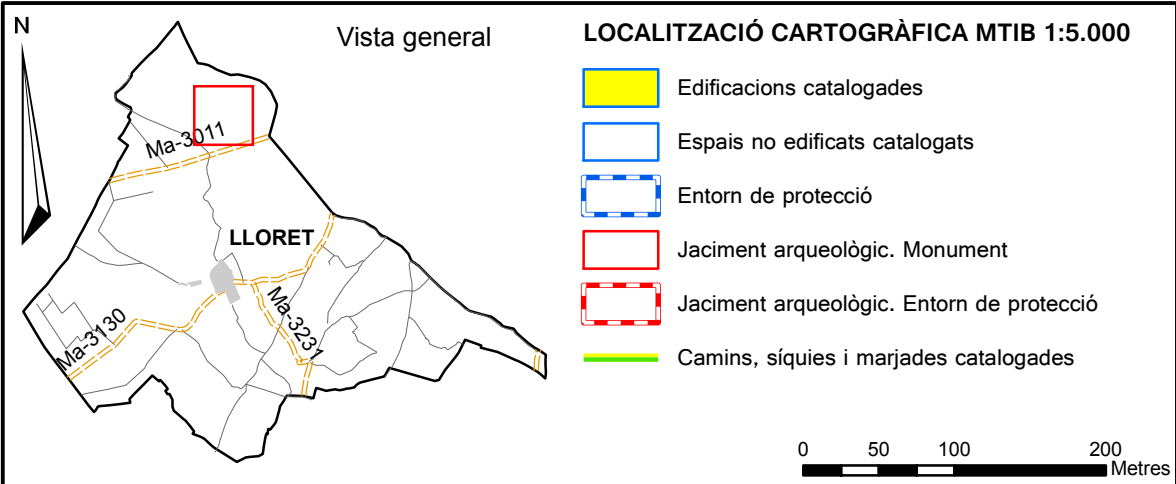 N
Vista general
Ma-3011
LLORET
Ma-3130
Ma-3231
LOCALITZACIÓ CARTOGRÀFICA MTIB 1:5.000
Edificacions catalogades
Espais no edificats catalogats
Entorn de protecció
Jaciment arqueològic. Monument
Jaciment arqueològic. Entorn de protecció
Camins, síquies i marjades catalogades
0 50 100 200
Metres